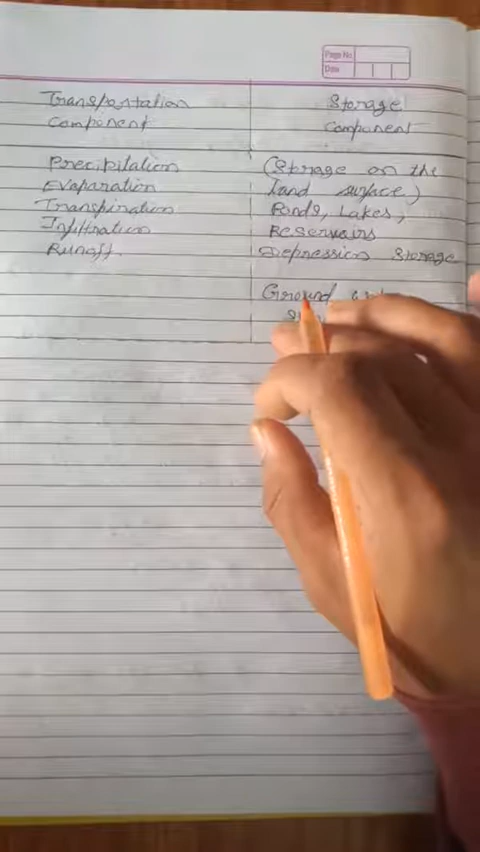 Page No
Date
Transportation
Component
Storage
Component
Precipitation
Evaporation
Transpiration
Infiltration
Runoff.
(Storage on the
land surface)
Ponds, Lakes,
Reservoirs
Depression Storage
Ground